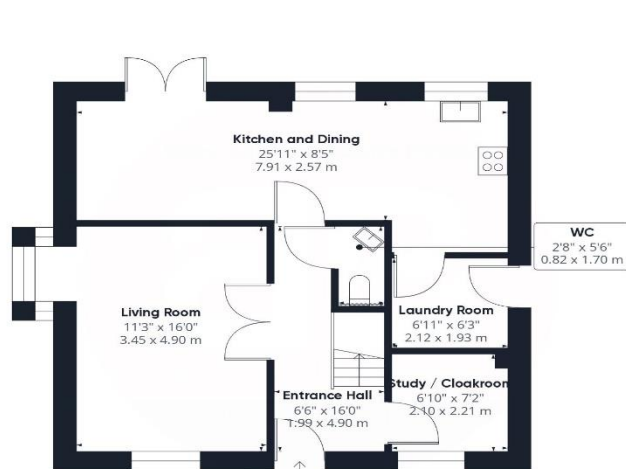 Kitchen and Dining
25'11" x 8'5"
7.91 x 2.57 m
WC
2'8" x 5'6"
0.82 x 1.70 m
Living Room
11'3" x 16'0"
3.45 x 4.90 m
Laundry Room
6'11" x 6'3"
2.12 x 1.93 m
Study / Cloakroom
6'10" x 7'2"
2.10 x 2.21 m
Entrance Hall
6'6" x 16'0"
1.99 x 4.90 m